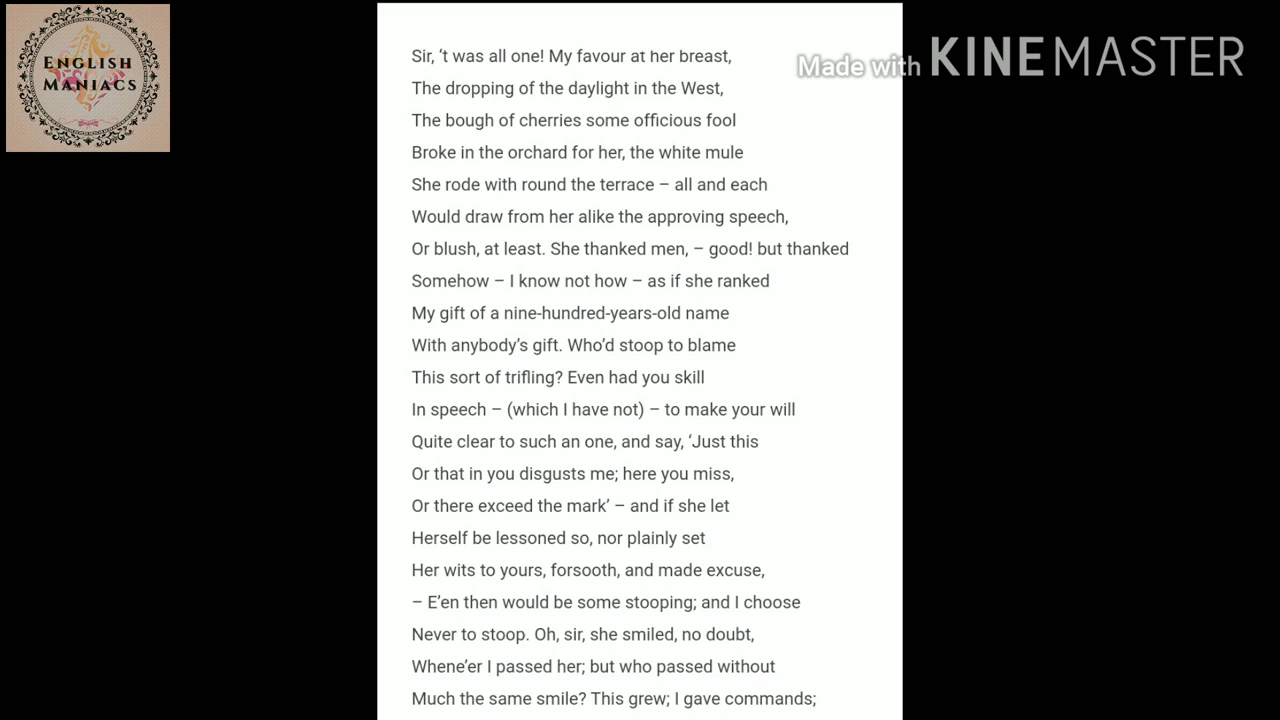 ENGLISH
MANIACS
Made with KINEMASTER
Sir, ‘t was all one! My favour at her breast,
The dropping of the daylight in the West,
The bough of cherries some officious fool
Broke in the orchard for her, the white mule
She rode with round the terrace – all and each
Would draw from her alike the approving speech,
Or blush, at least. She thanked men, – good! but thanked
Somehow – I know not how – as if she ranked
My gift of a nine-hundred-years-old name
With anybody’s gift. Who’d stoop to blame
This sort of trifling? Even had you skill
In speech – (which I have not) – to make your will
Quite clear to such an one, and say, ‘Just this
Or that in you disgusts me; here you miss,
Or there exceed the mark’ – and if she let
Herself be lessoned so, nor plainly set
Her wits to yours, forsooth, and made excuse,
– E’en then would be some stooping; and I choose
Never to stoop. Oh, sir, she smiled, no doubt,
Whene’er I passed her; but who passed without
Much the same smile? This grew; I gave commands;